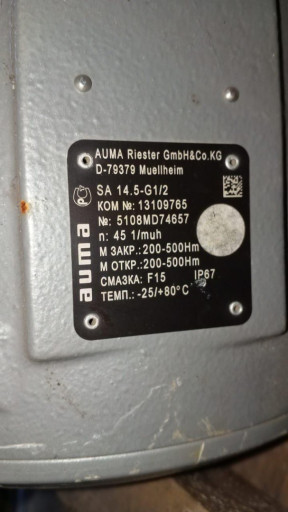 AUMA Riester GmbH&Co.KG
D-79379 Muellheim
SA 14.5-G1/2
КОМ №: 13109765
№: 5108MD74657
n: 45 1/muh
М ЗАКР.:200-500Hm
М ОТКР.:200-500Hm
СМАЗКА: F15 IP67
ТЕМП.: -25/+80°C
auma